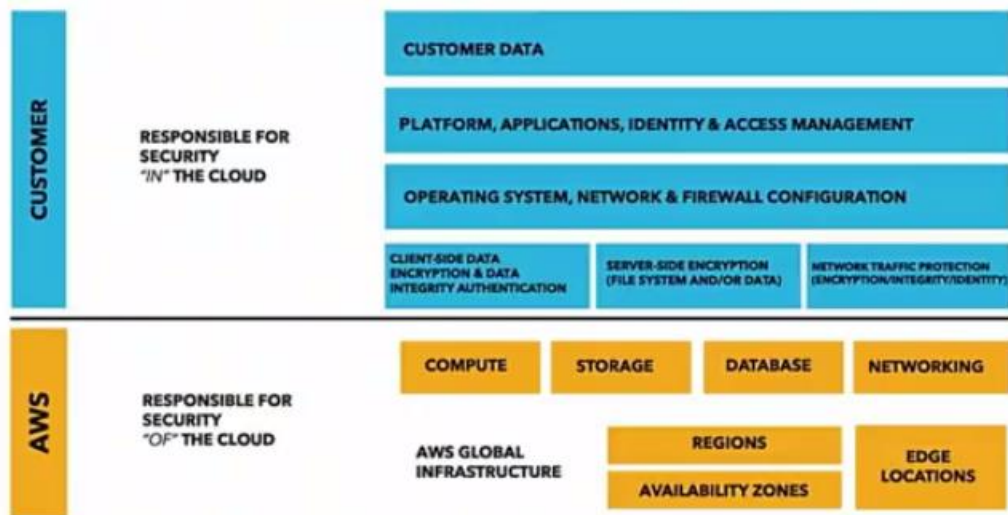 CUSTOMER
RESPONSIBLE FOR
SECURITY
"IN" THE CLOUD
CUSTOMER DATA
PLATFORM, APPLICATIONS, IDENTITY & ACCESS MANAGEMENT
OPERATING SYSTEM, NETWORK & FIREWALL CONFIGURATION
CLIENT-SIDE DATA
ENCRYPTION & DATA
INTEGRITY AUTHENTICATION
SERVER-SIDE ENCRYPTION
(FILE SYSTEM AND/OR DATA)
NETWORK TRAFFIC PROTECTION
(ENCRYPTION/INTEGRITY/IDENTITY)
AWS
RESPONSIBLE FOR
SECURITY
"OF" THE CLOUD
COMPUTE
STORAGE
DATABASE
NETWORKING
AWS GLOBAL
INFRASTRUCTURE
REGIONS
AVAILABILITY ZONES
EDGE
LOCATIONS